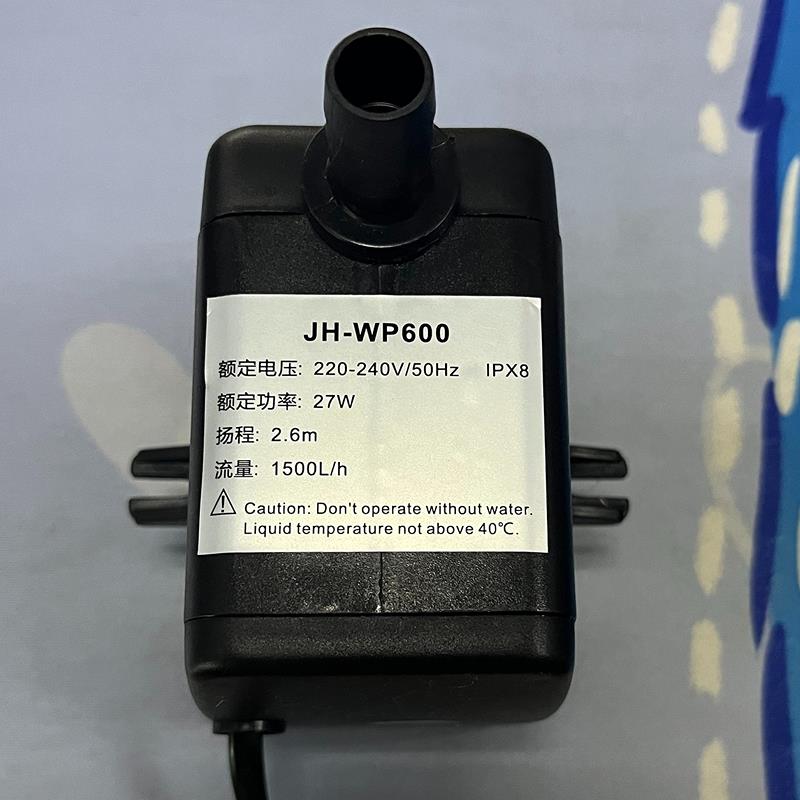 JH-WP600
额定电压: 220-240V/50Hz IPX8
额定功率: 27W
扬程: 2.6m
流量: 1500L/h
Caution: Don't operate without water.
Liquid temperature not above 40℃.